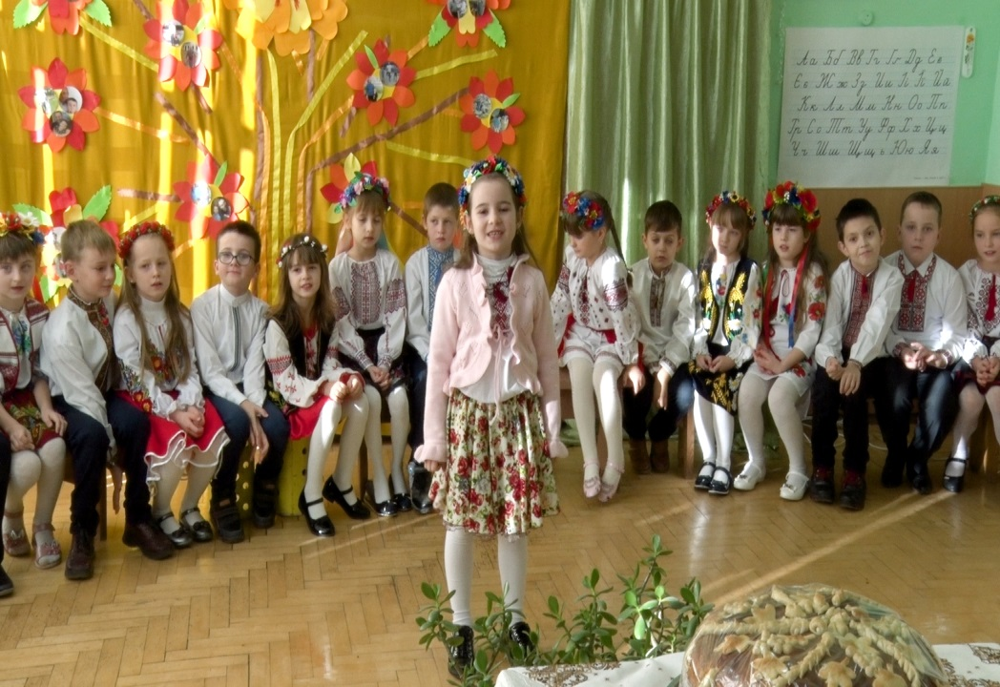 Аа Бб Вв Гг Ґґ Дд Ее
Єє Жж Зз Ии Іі Її Йй
Кк Лл Мм Нн Оо Пп
Рр Сс Тт Уу Фф Хх Цц
Чч Шш Щщ ь Юю Яя